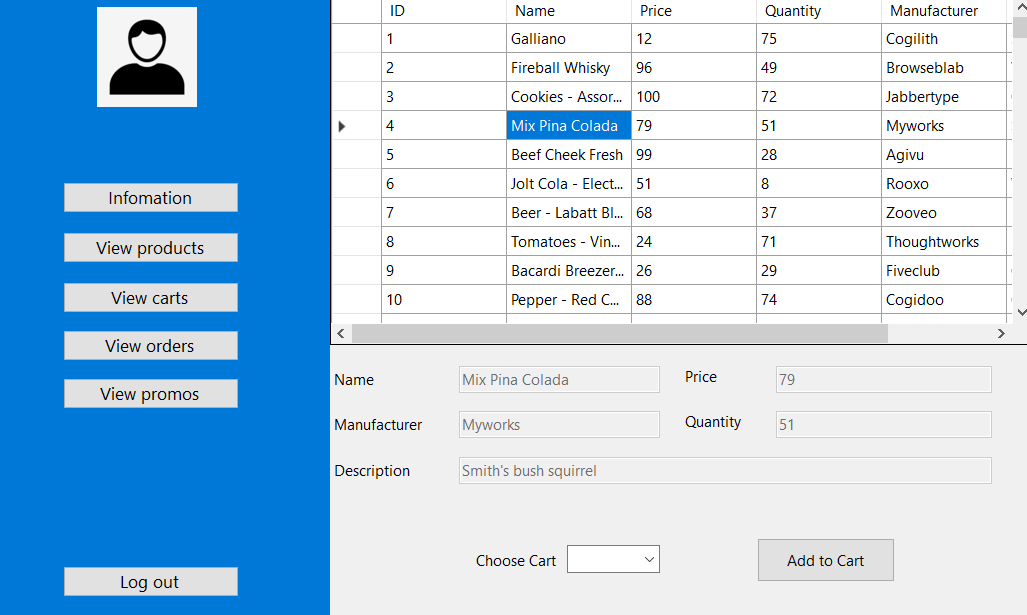 Infomation
View products
View carts
View orders
View promos
Log out
ID Name Price Quantity Manufacturer
1 Galliano 12 75 Cogilith
2 Fireball Whisky 96 49 Browseblab
3 Cookies - Assor... 100 72 Jabbertype
4 Mix Pina Colada 79 51 Myworks
5 Beef Cheek Fresh 99 28 Agivu
6 Jolt Cola - Elect... 51 8 Rooxo
7 Beer - Labatt Bl... 68 37 Zooveo
8 Tomatoes - Vin... 24 71 Thoughtworks
9 Bacardi Breezer... 26 29 Fiveclub
10 Pepper - Red C... 88 74 Cogidoo
Name Mix Pina Colada Price 79
Manufacturer Myworks Quantity 51
Description Smith's bush squirrel
Choose Cart Add to Cart